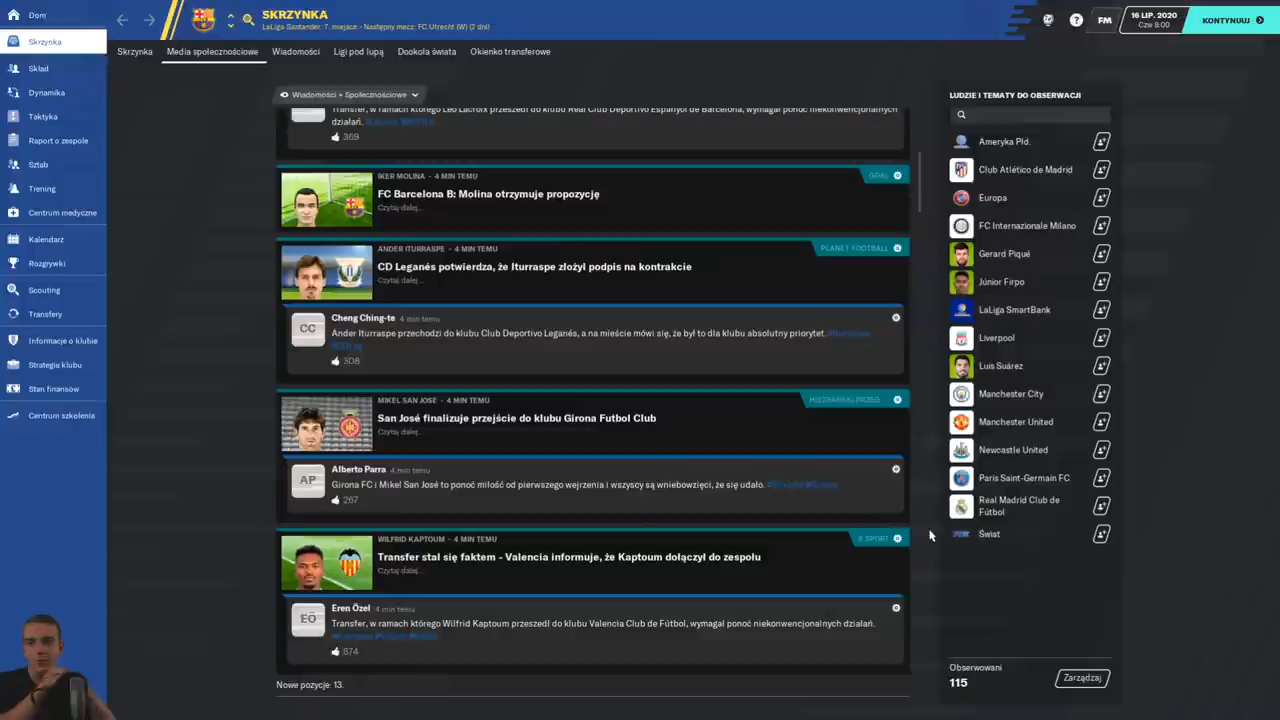 Dom
SKRZYNKA
LaLiga Santander: 7. miejsce - Następny mecz: FC Utrecht (W) (2 dni)
FM
16 LIP. 2020
Czw 8:00
KONTYNUUJ
Skrzynka
Skład
Dynamika
Taktyka
Raport o zespole
Sztab
Trening
Centrum medyczne
Kalendarz
Rozgrywki
Scouting
Transfery
Informacje o klubie
Strategia klubu
Stan finansów
Centrum szkolenia
Skrzynka
Media społecznościowe
Wiadomości
Ligi pod lupą
Dookoła świata
Okienko transferowe
Wiadomości + Społecznościowe
Transfer, w ramach którego Léo Lacroix przeszedł do klubu Real Club Deportivo Espanyol de Barcelona, wymagał ponoć niekonwencjonalnych
działań.
369
IKER MOLINA - 4 MIN TEMU
GOAL
FC Barcelona B: Molina otrzymuje propozycję
Czytaj dalej...
ANDER ITURRASPE - 4 MIN TEMU
PLANET FOOTBALL
CD Leganés potwierdza, że Iturraspe złożył podpis na kontrakcie
Czytaj dalej...
CC
Cheng Ching-te 4 min temu
Ander Iturraspe przechodzi do klubu Club Deportivo Leganés, a na mieście mówi się, że był to dla klubu absolutny priorytet.
308
MIKEL SAN JOSÉ - 4 MIN TEMU
San José finalizuje przejście do klubu Girona Futbol Club
Czytaj dalej...
AP
Alberto Parra 4 min temu
Girona FC i Mikel San José to ponoć miłość od pierwszego wejrzenia i wszyscy są wniebowzięci, że się udało.
267
WILFRID KAPTOUM - 4 MIN TEMU
Transfer stał się faktem - Valencia informuje, że Kaptoum dołączył do zespołu
Czytaj dalej...
EÖ
Eren Özel 4 min temu
Transfer, w ramach którego Wilfrid Kaptoum przeszedł do klubu Valencia Club de Fútbol, wymagał ponoć niekonwencjonalnych działań.
874
Nowe pozycje: 13.
LUDZIE I TEMATY DO OBSERWACJI
Ameryka Płd.
Club Atlético de Madrid
Europa
FC Internazionale Milano
Gerard Piqué
Júnior Firpo
LaLiga SmartBank
Liverpool
Luis Suárez
Manchester City
Manchester United
Newcastle United
Paris Saint-Germain FC
Real Madrid Club de
Fútbol
Świat
Obserwowani
115
Zarządzaj